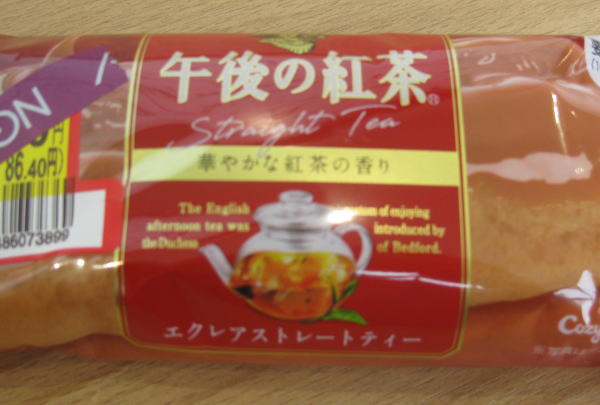 午後の紅茶®
Straight Tea
華やかな紅茶の香り
The English custom of enjoying
afternoon tea was introduced by
the Duchess of Bedford.
エクレアストレートティー
ON
円
86.40円)
86073899
Cozy